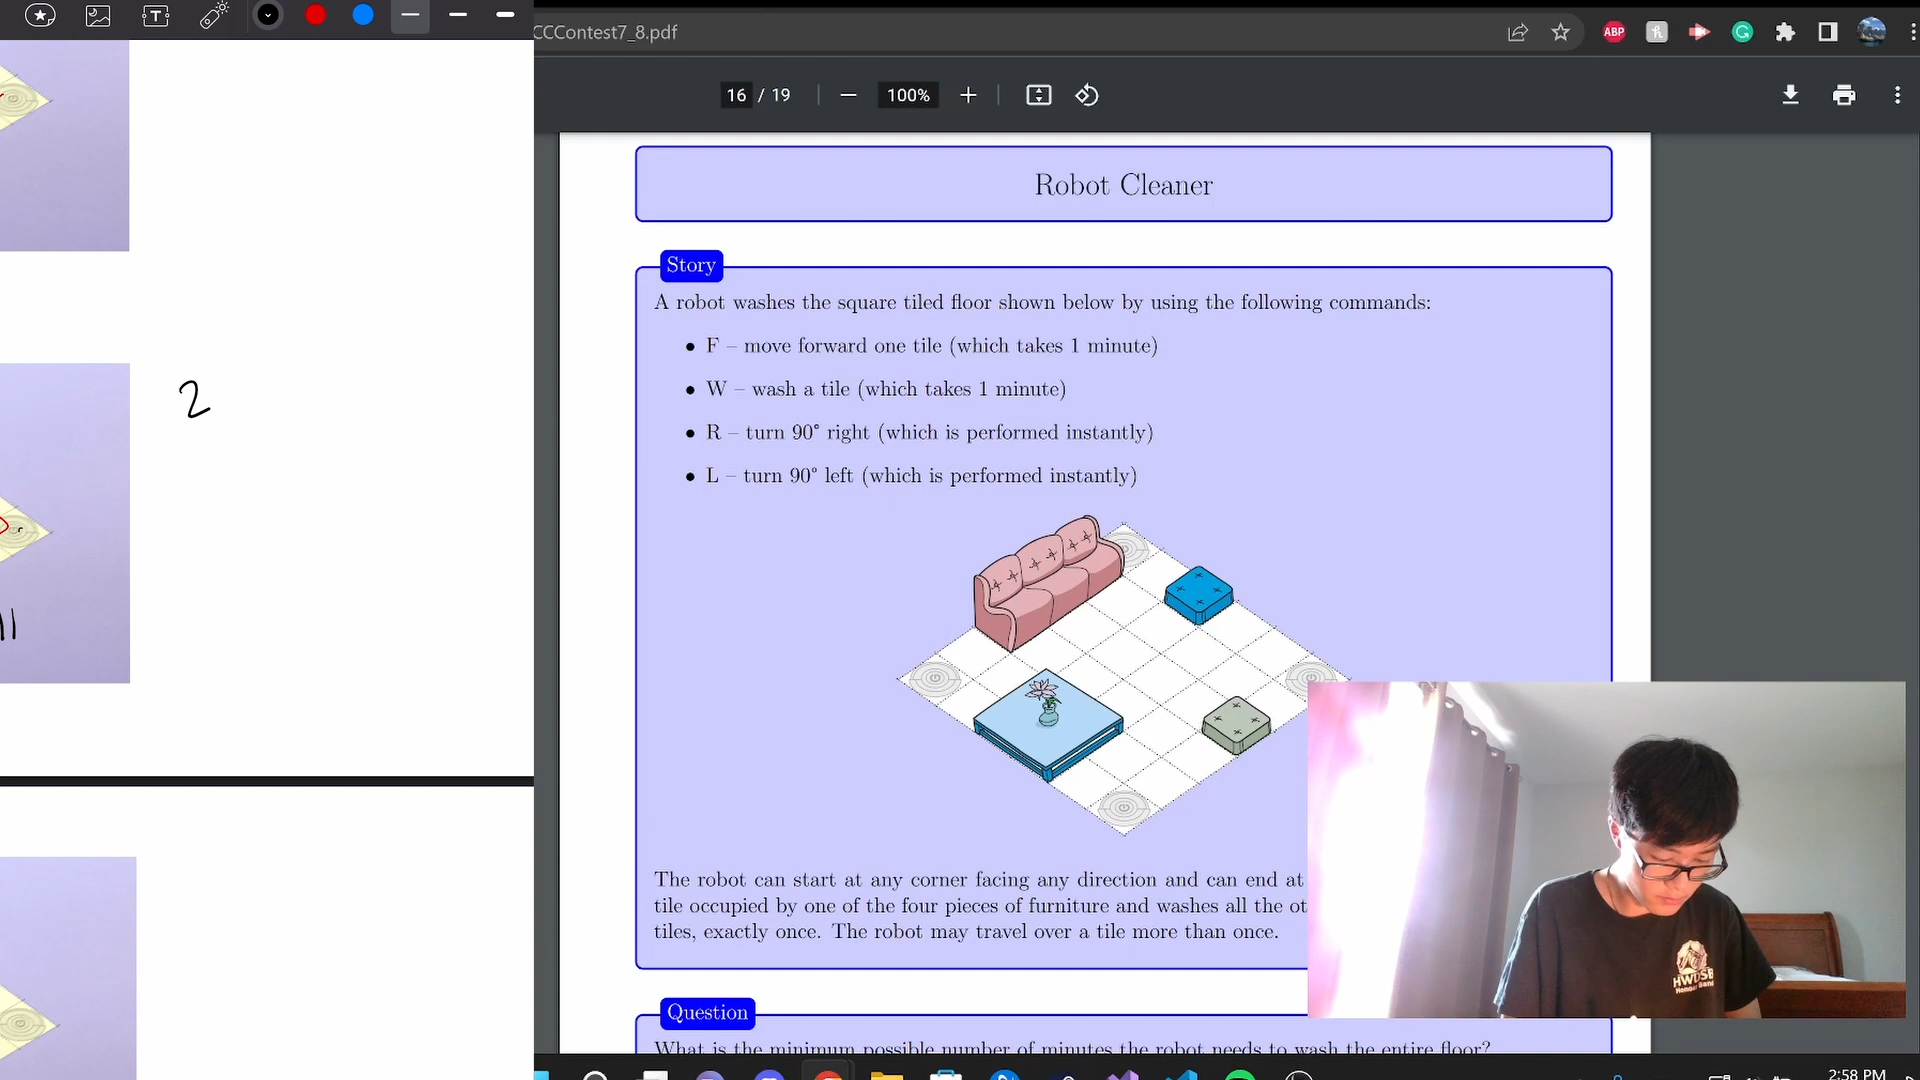 CCContest7_8.pdf
ABP
16 / 19
100%
T
Robot Cleaner
Story
A robot washes the square tiled floor shown below by using the following commands:
• F – move forward one tile (which takes 1 minute)
• W – wash a tile (which takes 1 minute)
• R – turn 90° right (which is performed instantly)
• L – turn 90° left (which is performed instantly)
2
11
The robot can start at any corner facing any direction and can end at
tile occupied by one of the four pieces of furniture and washes all the ot
tiles, exactly once. The robot may travel over a tile more than once.
HWDSB
Question
What is the minimum possible number of minutes the robot needs to wash the entire floor?
2:58 PM